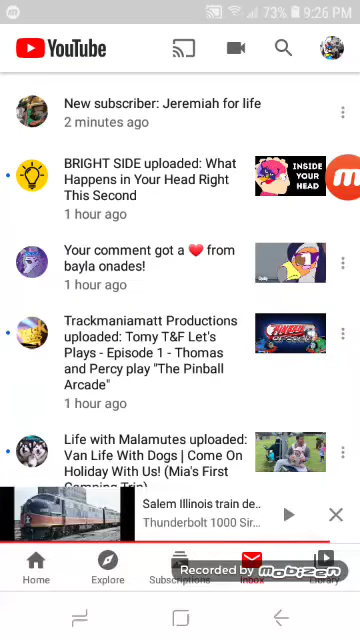 73% 9:26 PM
YouTube
New subscriber: Jeremiah for life
2 minutes ago
BRIGHT SIDE uploaded: What
Happens in Your Head Right
This Second
1 hour ago
INSIDE
YOUR
HEAD
Your comment got a ❤ from
bayla onades!
1 hour ago
Trackmaniamatt Productions
uploaded: Tomy T&F Let's
Plays - Episode 1 - Thomas
and Percy play "The Pinball
Arcade"
1 hour ago
Life with Malamutes uploaded:
Van Life With Dogs | Come On
Holiday With Us! (Mia's First
Camping Trip)
Salem Illinois train de..
Thunderbolt 1000 Sir...
Home
Explore
Subscriptions
Inbox
Library
Recorded by mobizen